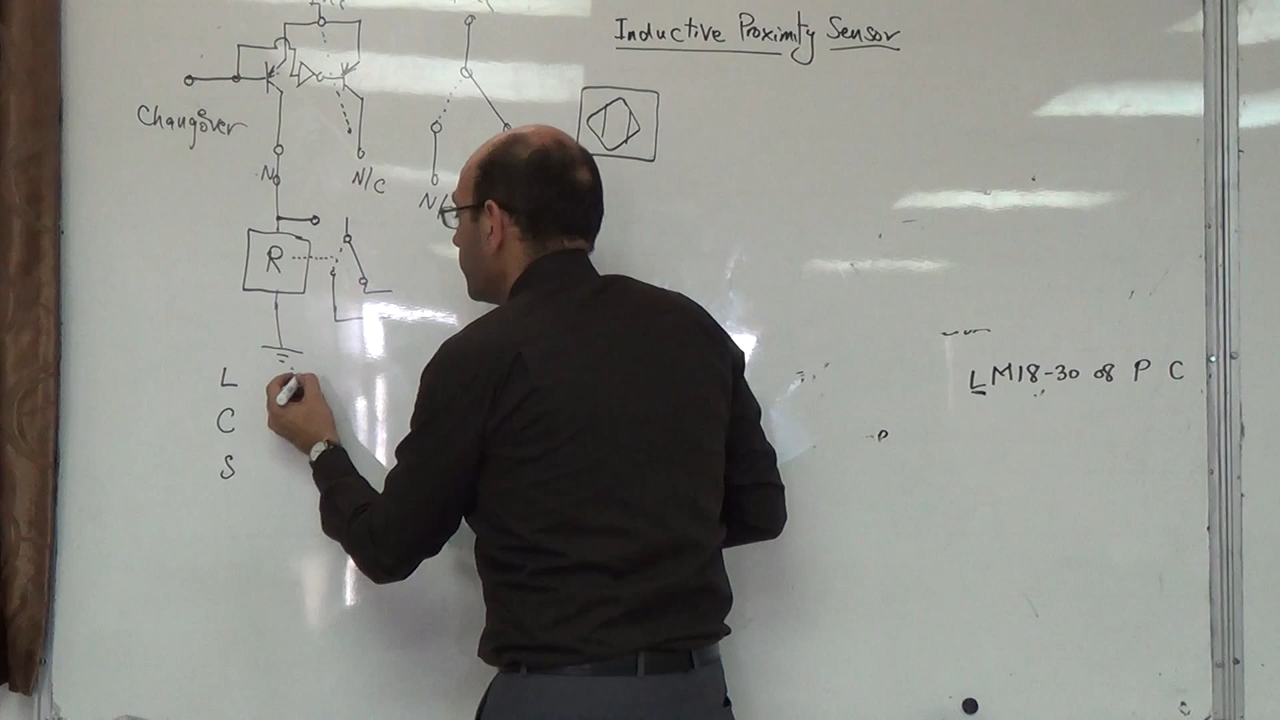 Inductive Proximity Sensor
Changover
N/C
R
L
C
S
LM18-30 08 P C